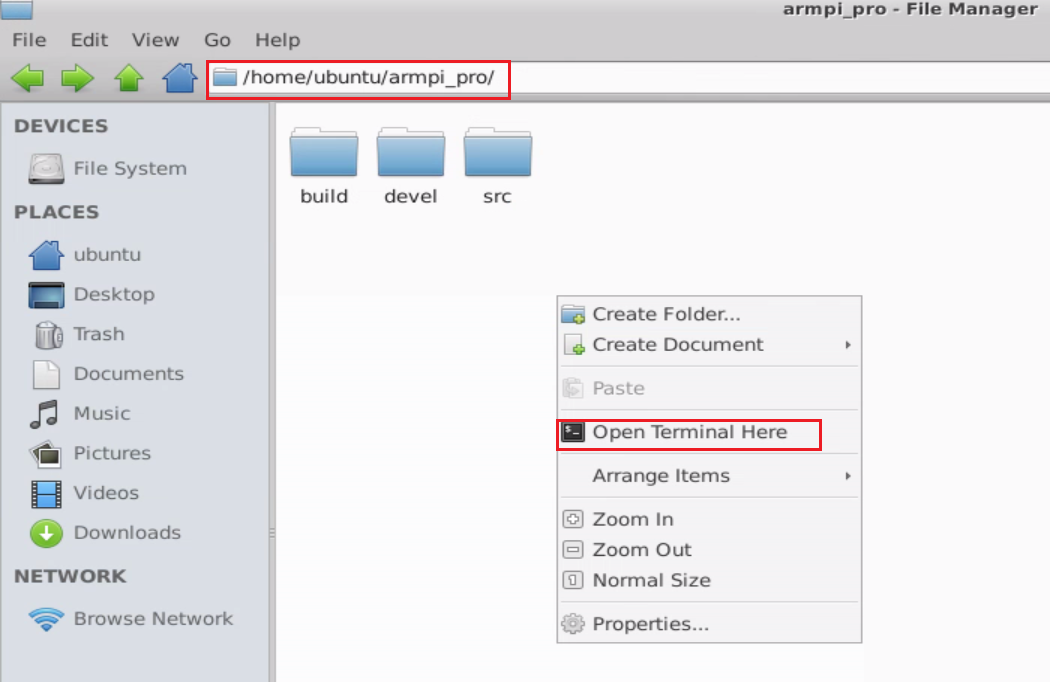 armpi_pro - File Manager
File Edit View Go Help
/home/ubuntu/armpi_pro/
DEVICES
File System
PLACES
ubuntu
Desktop
Trash
Documents
Music
Pictures
Videos
Downloads
NETWORK
Browse Network
build devel src
Create Folder...
Create Document
Paste
Open Terminal Here
Arrange Items
Zoom In
Zoom Out
Normal Size
Properties...